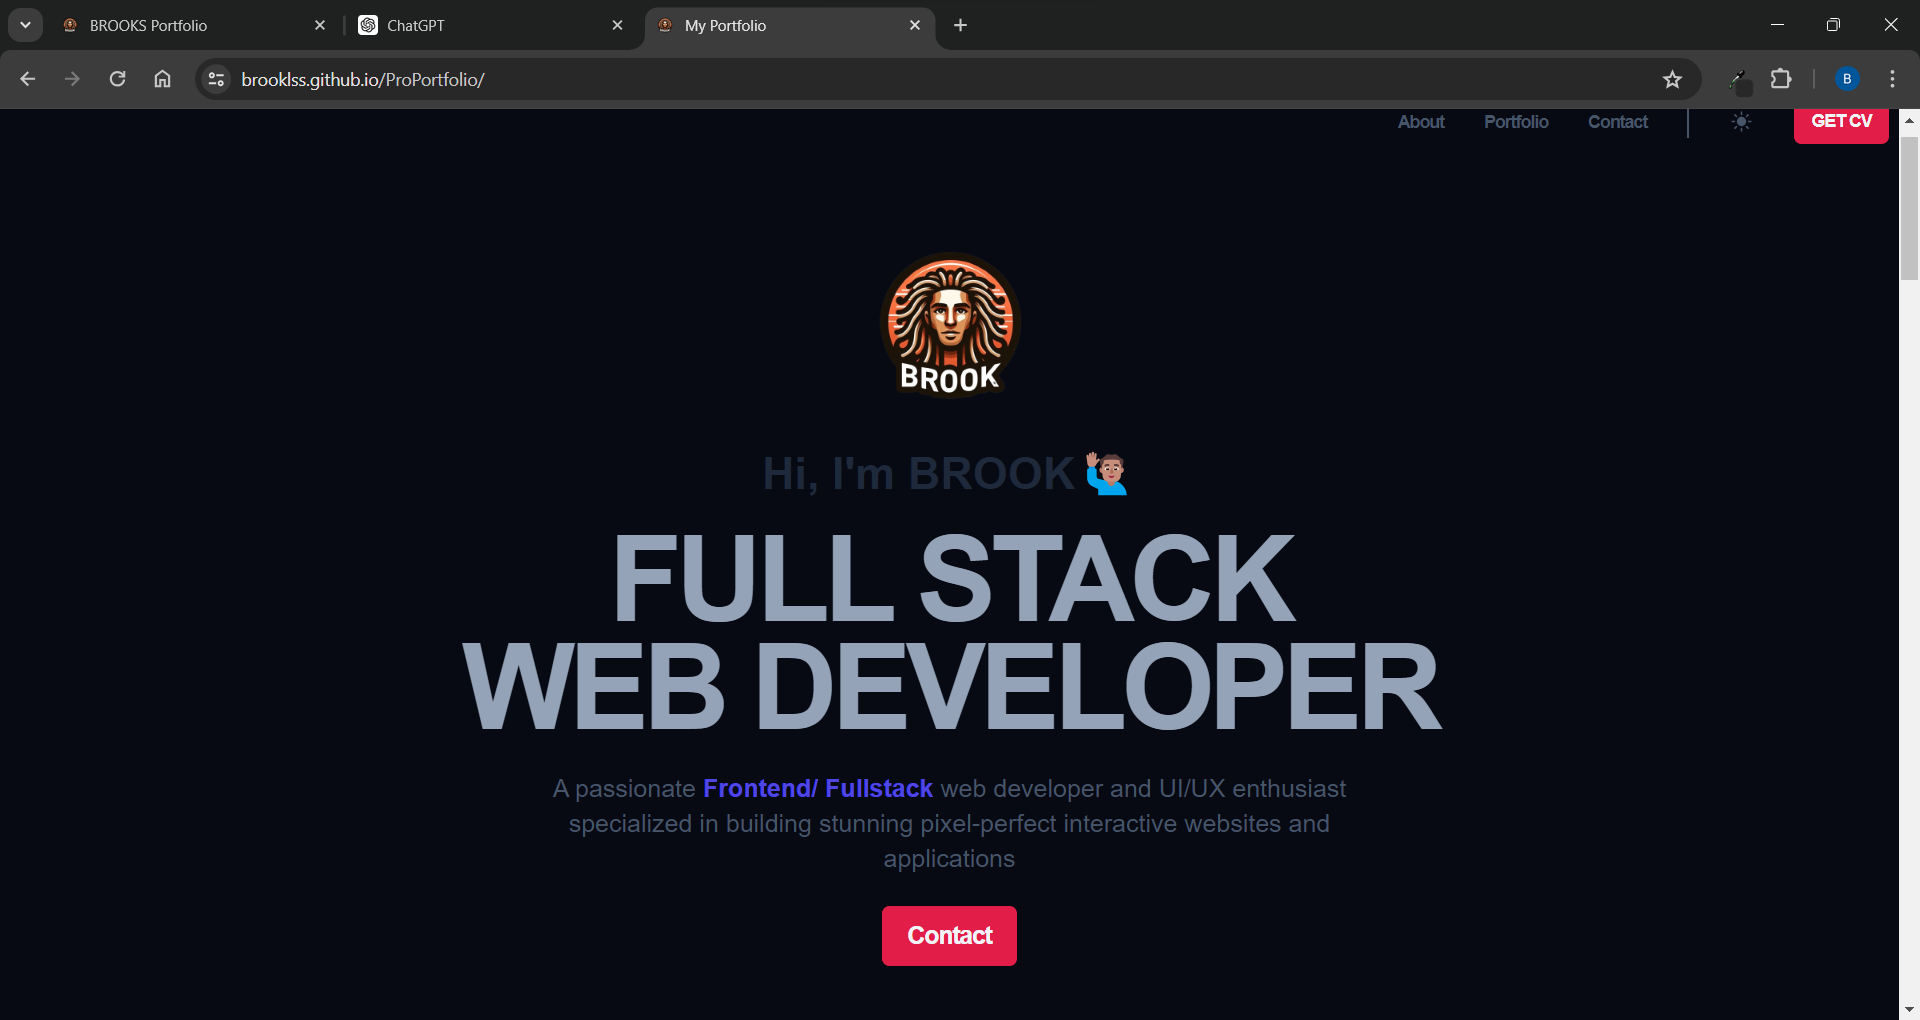 BROOKS Portfolio
ChatGPT
My Portfolio
brooklss.github.io/ProPortfolio/
B
About
Portfolio
Contact
GET CV
BROOK
Hi, I'm BROOK
FULL STACK
WEB DEVELOPER
A passionate Frontend/ Fullstack web developer and UI/UX enthusiast
specialized in building stunning pixel-perfect interactive websites and
applications
Contact